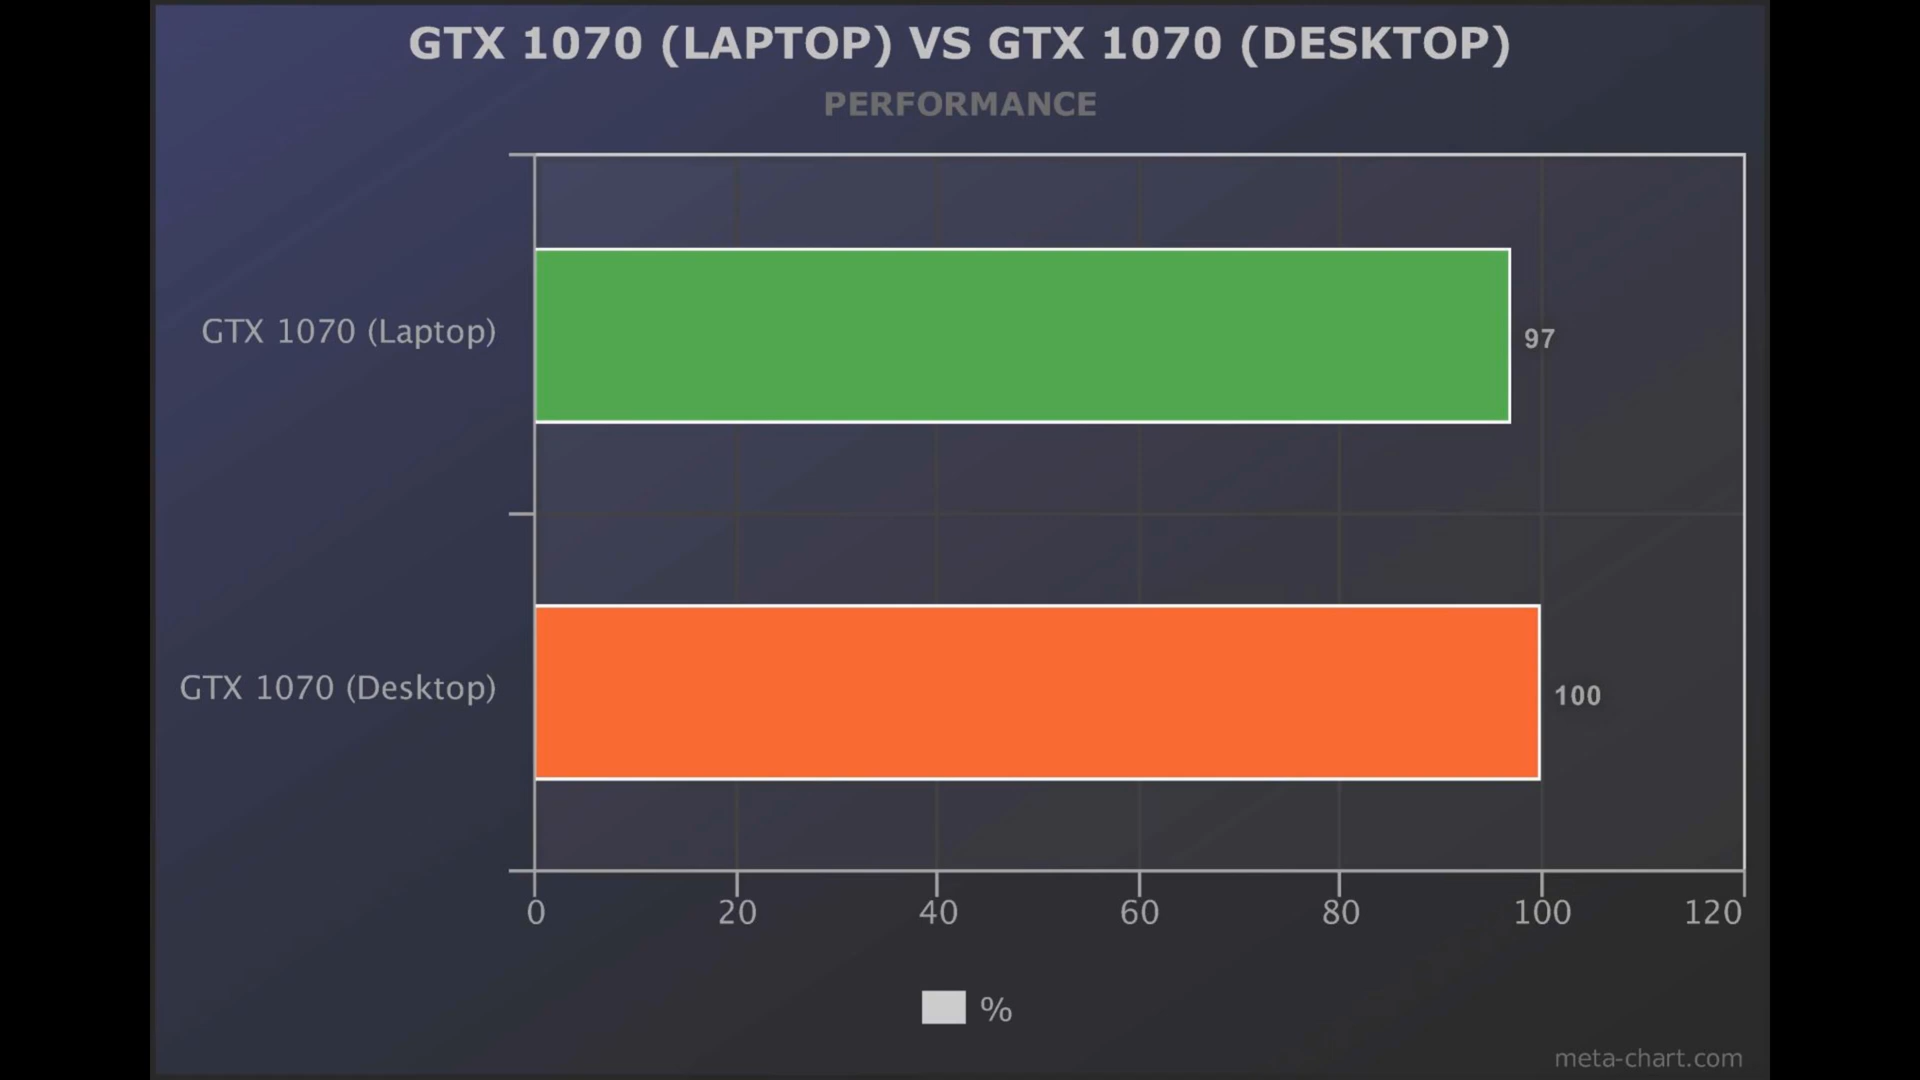 GTX 1070 (LAPTOP) VS GTX 1070 (DESKTOP)
PERFORMANCE
GTX 1070 (Laptop)
97
GTX 1070 (Desktop)
100
0 20 40 60 80 100 120
%
meta-chart.com